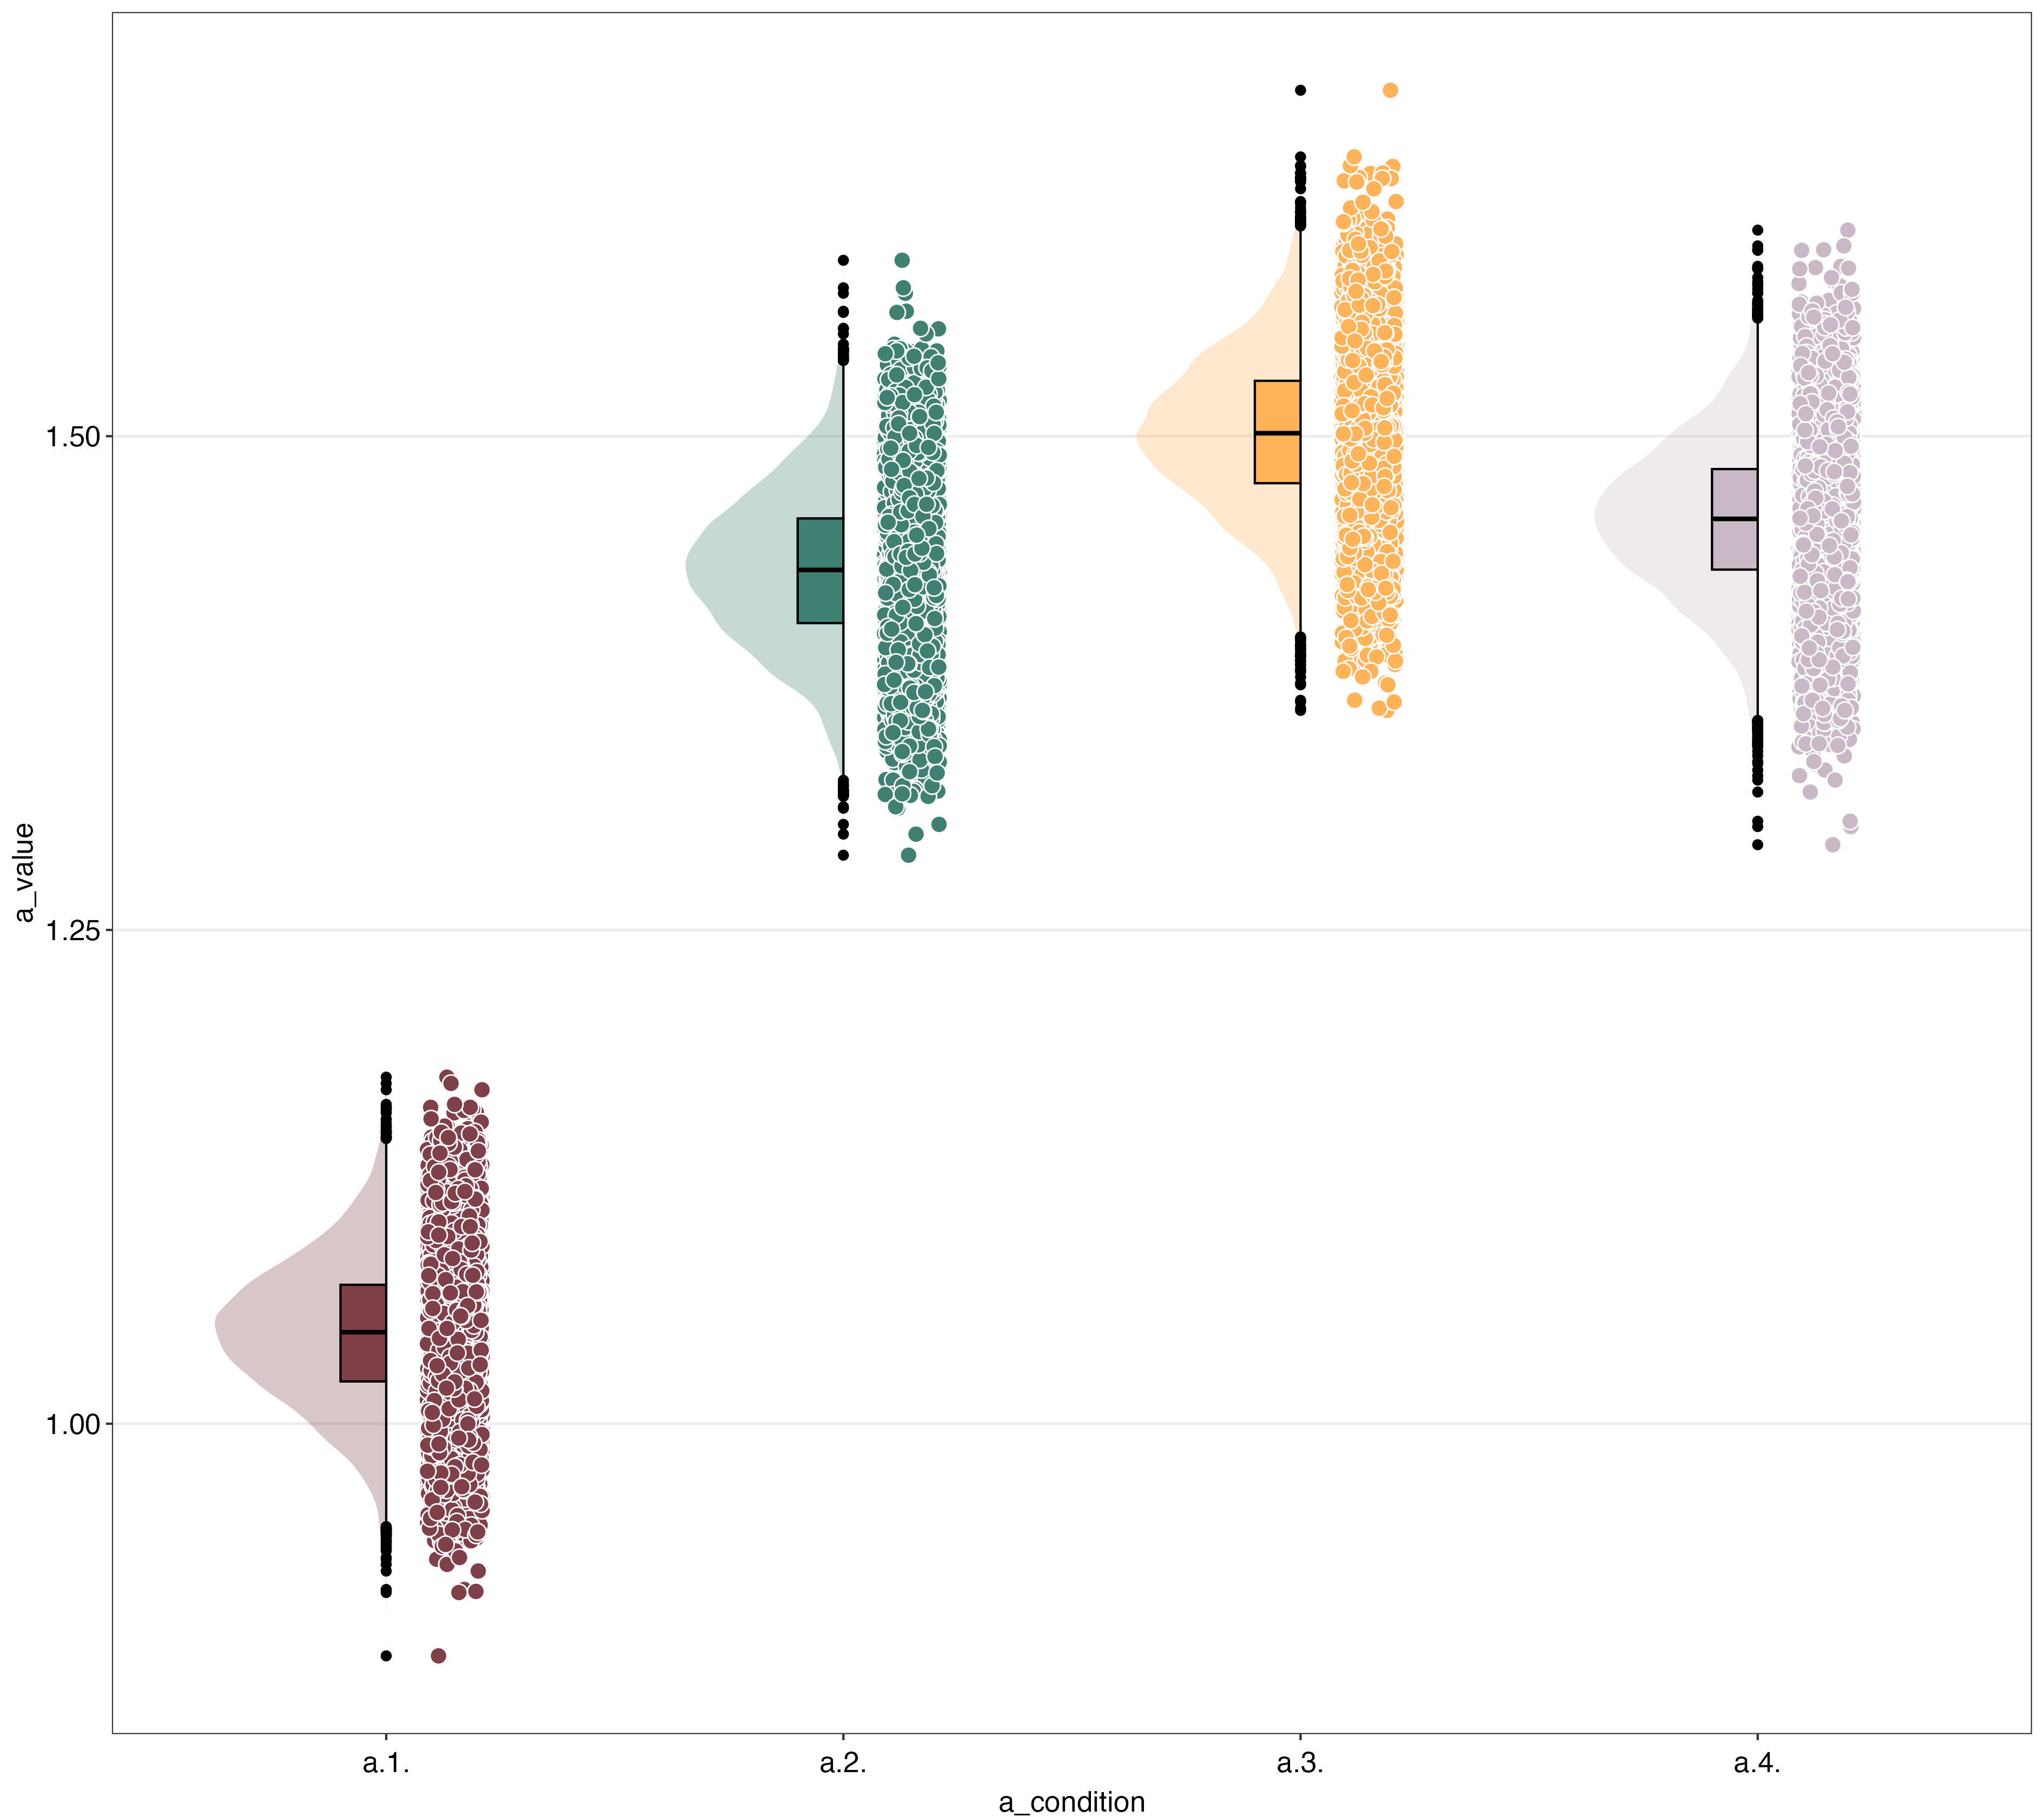 a_value
1.50
1.25
1.00
a.1.
a.2.
a.3.
a.4.
a_condition